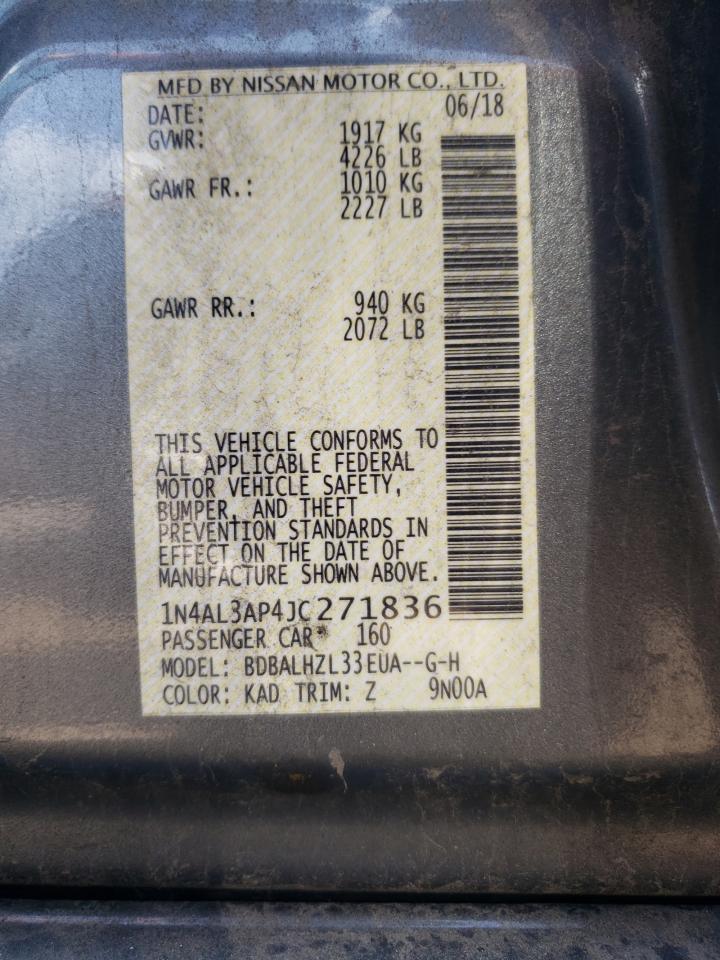 MFD BY NISSAN MOTOR CO., LTD.
DATE: 06/18
GVWR: 1917 KG
4226 LB
GAWR FR.: 1010 KG
2227 LB
GAWR RR.: 940 KG
2072 LB
THIS VEHICLE CONFORMS TO
ALL APPLICABLE FEDERAL
MOTOR VEHICLE SAFETY,
BUMPER, AND THEFT
PREVENTION STANDARDS IN
EFFECT ON THE DATE OF
MANUFACTURE SHOWN ABOVE.
1N4AL3AP4JC271836
PASSENGER CAR 160
MODEL: BDBALHZL33EUA--G-H
COLOR: KAD TRIM: Z 9N00A